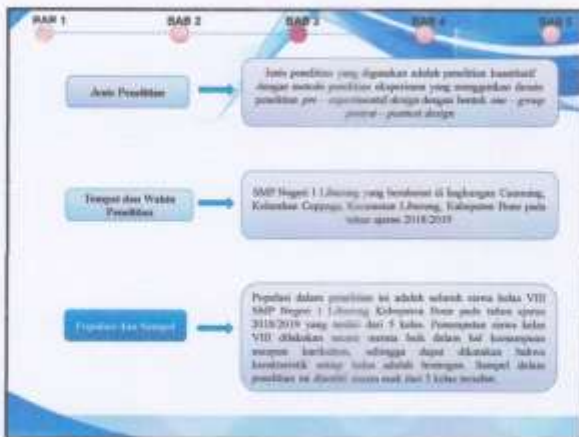 BAB 1 BAB 2 BAB 3 BAB 4 BAB 5
Jenis Penelitian
Jenis penelitian yang digunakan adalah penelitian kuantitatif
dengan metode penelitian eksperimen yang menggunakan desain
penelitian pre – experimental design dengan bentuk one – group
pretest – posttest design
Tempat dan Waktu
Penelitian
SMP Negeri 1 Libureng yang beralamat di lingkungan
Kelurahan Ceppaga, Kecamatan Libureng, Kabupaten Bone pada
tahun ajaran 2018/2019
Populasi dan Sampel
Populasi dalam penelitian ini adalah seluruh siswa kelas VIII
SMP Negeri 1 Libureng Kabupaten Bone pada tahun ajaran
2018/2019 yang terdiri dari 5 kelas. Penempatan siswa kelas
VIII dilakukan secara merata baik dalam hal kemampuan
maupun karakter, sehingga dapat dikatakan bahwa
karakteristik setiap kelas adalah homogen. Sampel dalam
penelitian ini diambil secara acak dari 5 kelas tersebut.